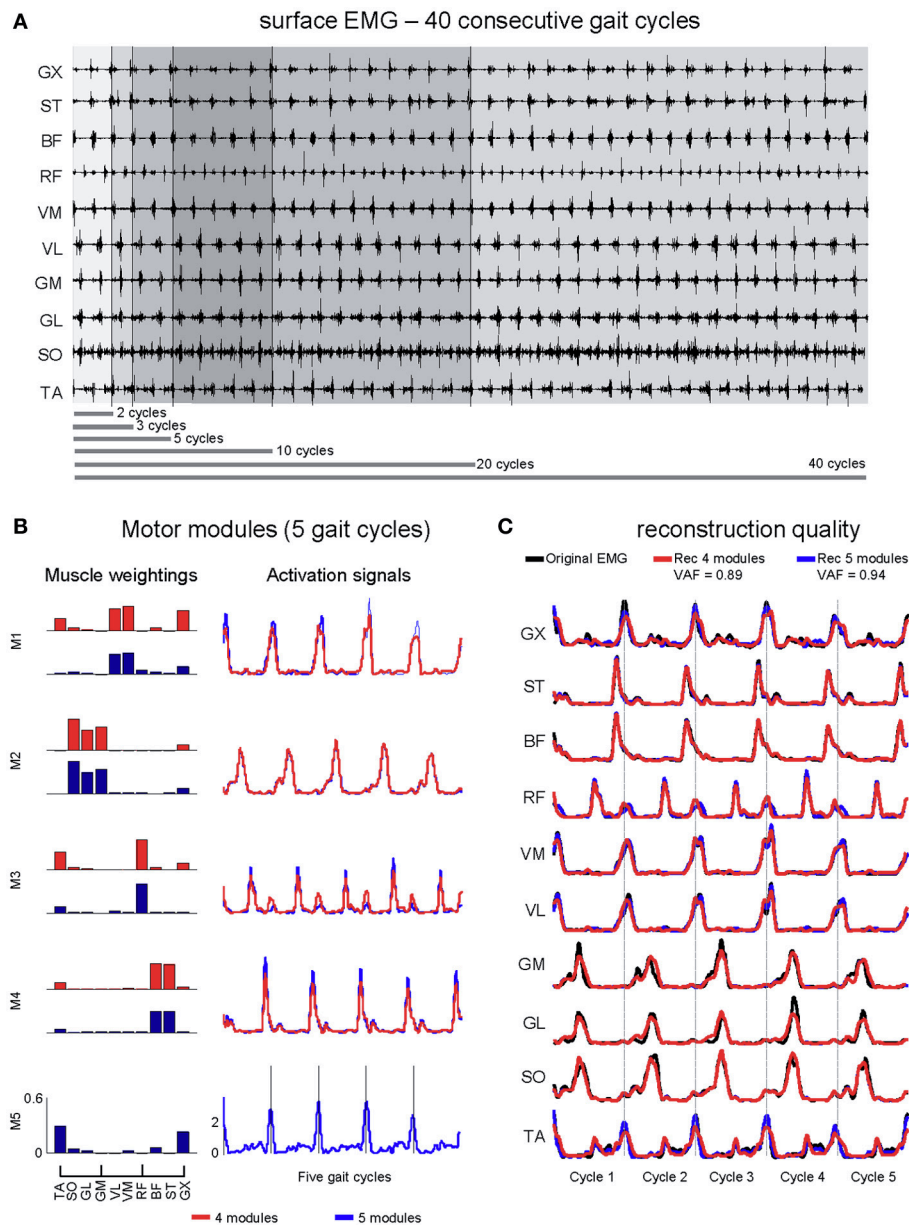 A
surface EMG – 40 consecutive gait cycles
GX
ST
BF
RF
VM
VL
GM
GL
SO
TA
2 cycles
3 cycles
5 cycles
10 cycles
20 cycles
40 cycles
B
Motor modules (5 gait cycles)
Muscle weightings
Activation signals
M1
M2
M3
M4
M5
0.6
0
2
0
TA
SO
GL
GM
VL
VM
RF
BF
ST
GX
Five gait cycles
4 modules
5 modules
C
reconstruction quality
Original EMG
Rec 4 modules
VAF = 0.89
Rec 5 modules
VAF = 0.94
GX
ST
BF
RF
VM
VL
GM
GL
SO
TA
Cycle 1
Cycle 2
Cycle 3
Cycle 4
Cycle 5